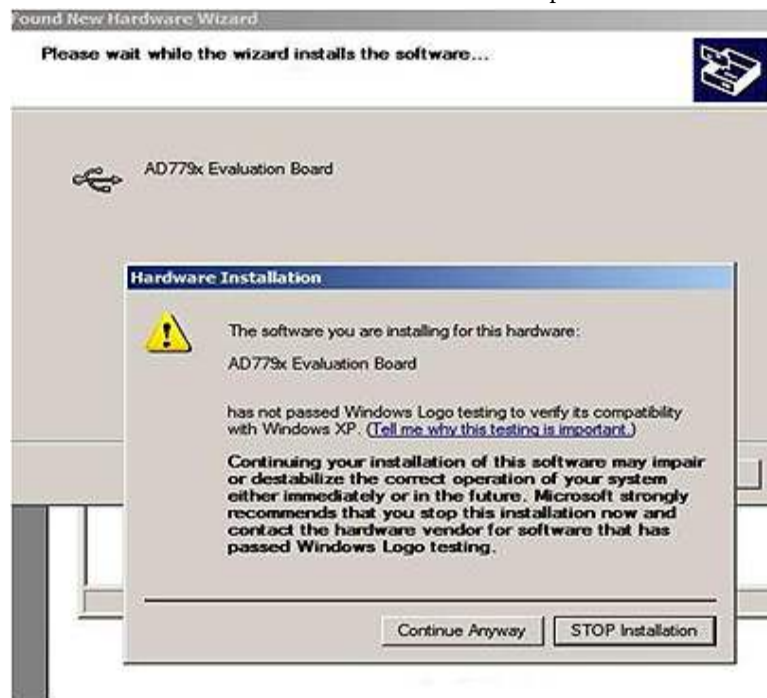 Found New Hardware Wizard
Please wait while the wizard installs the software...
AD779x Evaluation Board
Hardware Installation
The software you are installing for this hardware:
AD779x Evaluation Board
has not passed Windows Logo testing to verify its compatibility
with Windows XP. (Tell me why this testing is important.)
Continuing your installation of this software may impair
or destabilize the correct operation of your system
either immediately or in the future. Microsoft strongly
recommends that you stop this installation now and
contact the hardware vendor for software that has
passed Windows Logo testing.
Continue Anyway
STOP Installation